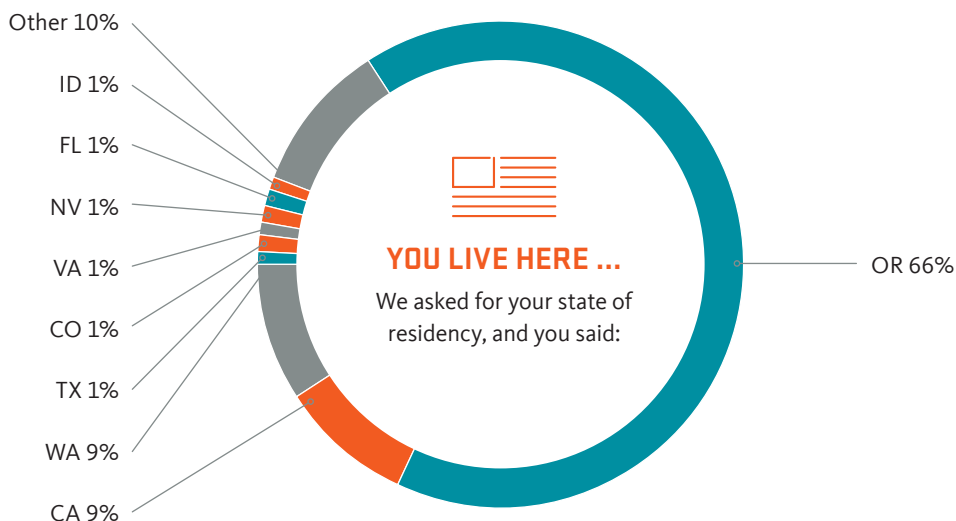 Other 10%
ID 1%
FL 1%
NV 1%
VA 1%
CO 1%
TX 1%
WA 9%
CA 9%
YOU LIVE HERE ...
We asked for your state of
residency, and you said:
OR 66%